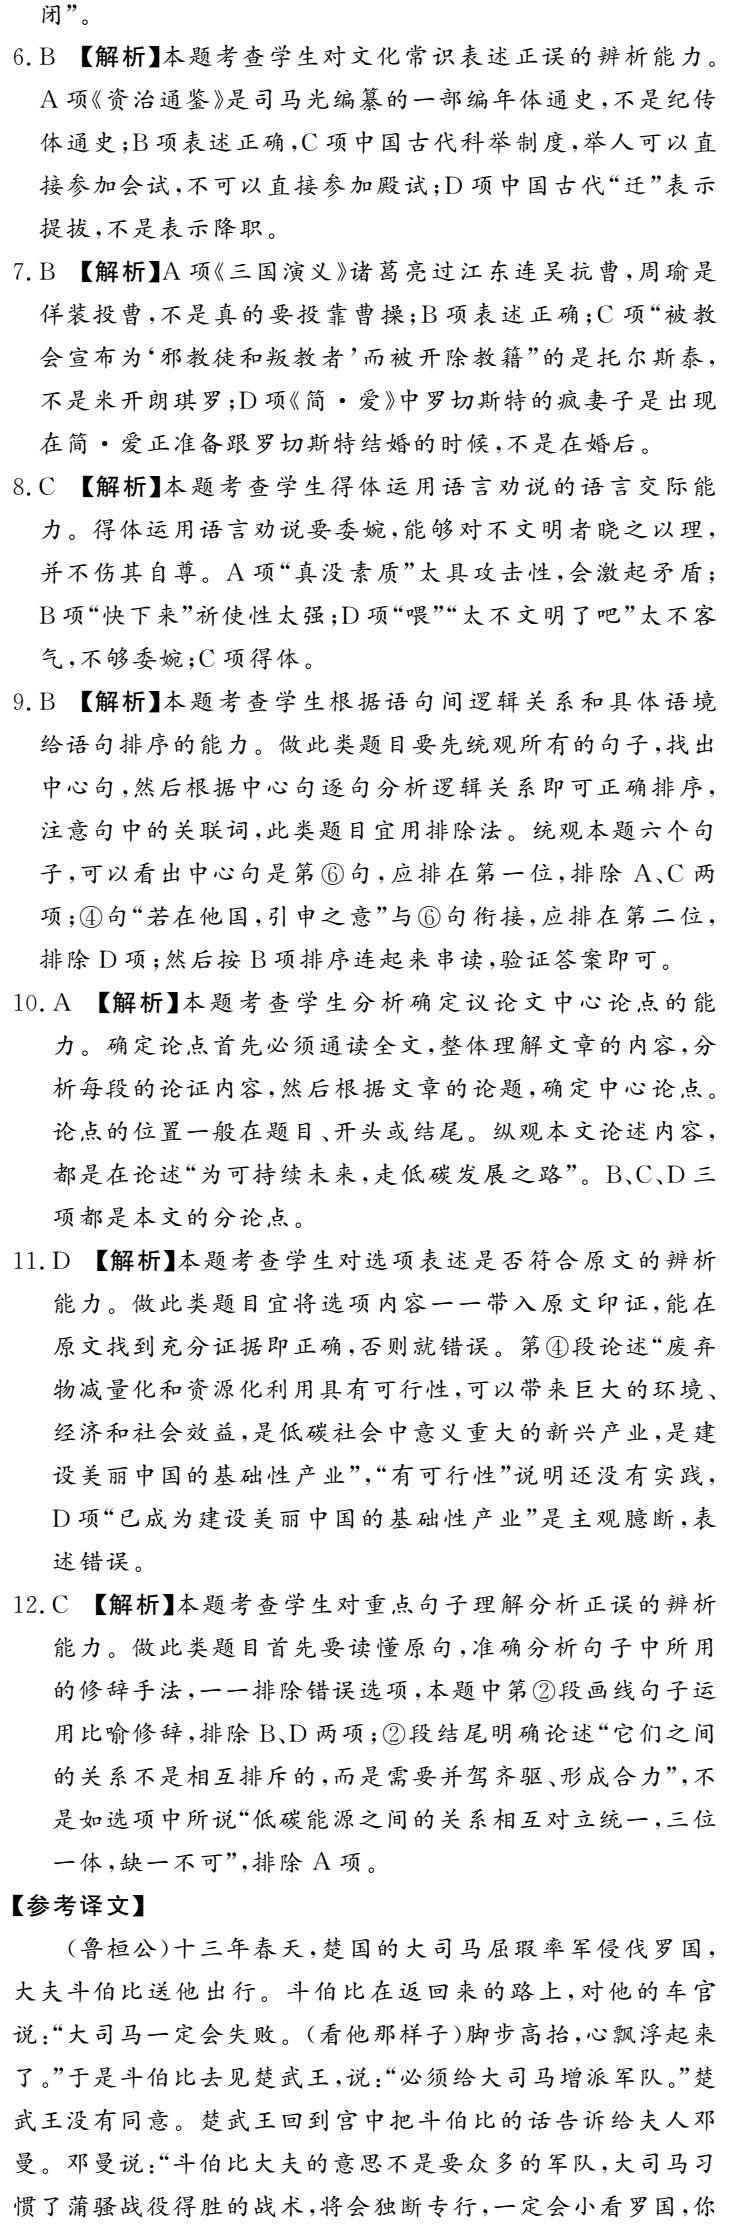 闭”。
6. B 【解析】本题考查学生对文化常识表述正误的辨析能力。
A 项《资治通鉴》是司马光编纂的一部编年体通史,不是纪传
体通史;B 项表述正确,C 项中国古代科举制度,举人可以直
接参加会试,不可以直接参加殿试;D 项中国古代“迁”表示
提拔,不是表示降职。
7. B 【解析】A 项《三国演义》诸葛亮过江东连吴抗曹,周瑜是
佯装投曹,不是真的要投靠曹操;B 项表述正确;C 项“被教
会宣布为‘邪教徒和叛教者’而被开除教籍”的是托尔斯泰,
不是米开朗琪罗;D 项《简·爱》中罗切斯特的疯妻子是出现
在简·爱正准备跟罗切斯特结婚的时候,不是在婚后。
8. C 【解析】本题考查学生得体运用语言劝说的语言交际能
力。得体运用语言劝说要委婉,能够对不文明者晓之以理,
并不伤其自尊。A 项“真没素质”太具攻击性,会激起矛盾;
B 项“快下来”祈使性太强;D 项“喂”“太不文明了吧”太不客
气,不够委婉;C 项得体。
9. B 【解析】本题考查学生根据语句间逻辑关系和具体语境
给语句排序的能力。做此类题目要先统观所有的句子,找出
中心句,然后根据中心句逐句分析逻辑关系即可正确排序,
注意句中的关联词,此类题目宜用排除法。统观本题六个句
子,可以看出中心句是第⑥句,应排在第一位,排除 A、C 两
项;④句“若在他国,引申之意”与⑥句衔接,应排在第二位,
排除 D 项;然后按 B 项排序连起来串读,验证答案即可。
10. A 【解析】本题考查学生分析确定议论文中心论点的能
力。确定论点首先必须通读全文,整体理解文章的内容,分
析每段的论证内容,然后根据文章的论题,确定中心论点。
论点的位置一般在题目、开头或结尾。纵观本文论述内容,
都是在论述“为可持续未来,走低碳发展之路”。B、C、D 三
项都是本文的分论点。
11. D 【解析】本题考查学生对选项表述是否符合原文的辨析
能力。做此类题目宜将选项内容一一带入原文印证,能在
原文找到充分证据即正确,否则就错误。第④段论述“废弃
物减量化和资源化利用具有可行性,可以带来巨大的环境、
经济和社会效益,是低碳社会中意义重大的新兴产业,是建
设美丽中国的基础性产业”,“有可行性”说明还没有实践,
D 项“已成为建设美丽中国的基础性产业”是主观臆断,表
述错误。
12. C 【解析】本题考查学生对重点句子理解分析正误的辨析
能力。做此类题目首先要读懂原句,准确分析句子中所用
的修辞手法,一一排除错误选项,本题中第②段画线句子运
用比喻修辞,排除 B、D 两项;②段结尾明确论述“它们之间
的关系不是相互排斥的,而是需要并驾齐驱、形成合力”,不
是如选项中所说“低碳能源之间的关系相互对立统一,三位
一体,缺一不可”,排除 A 项。
【参考译文】
(鲁桓公)十三年春天,楚国的大司马屈瑕率军侵伐罗国,
大夫斗伯比送他出行。斗伯比在返回来的路上,对他的车官
说:“大司马一定会失败。(看他那样子)脚步高抬,心飘浮起来
了。”于是斗伯比去见楚武王,说:“必须给大司马增派军队。”楚
武王没有同意。楚武王回到宫中把斗伯比的话告诉给夫人邓
曼。邓曼说:“斗伯比大夫的意思不是要众多的军队,大司马习
惯了蒲骚战役得胜的战术,将会独断专行,一定会小看罗国,你